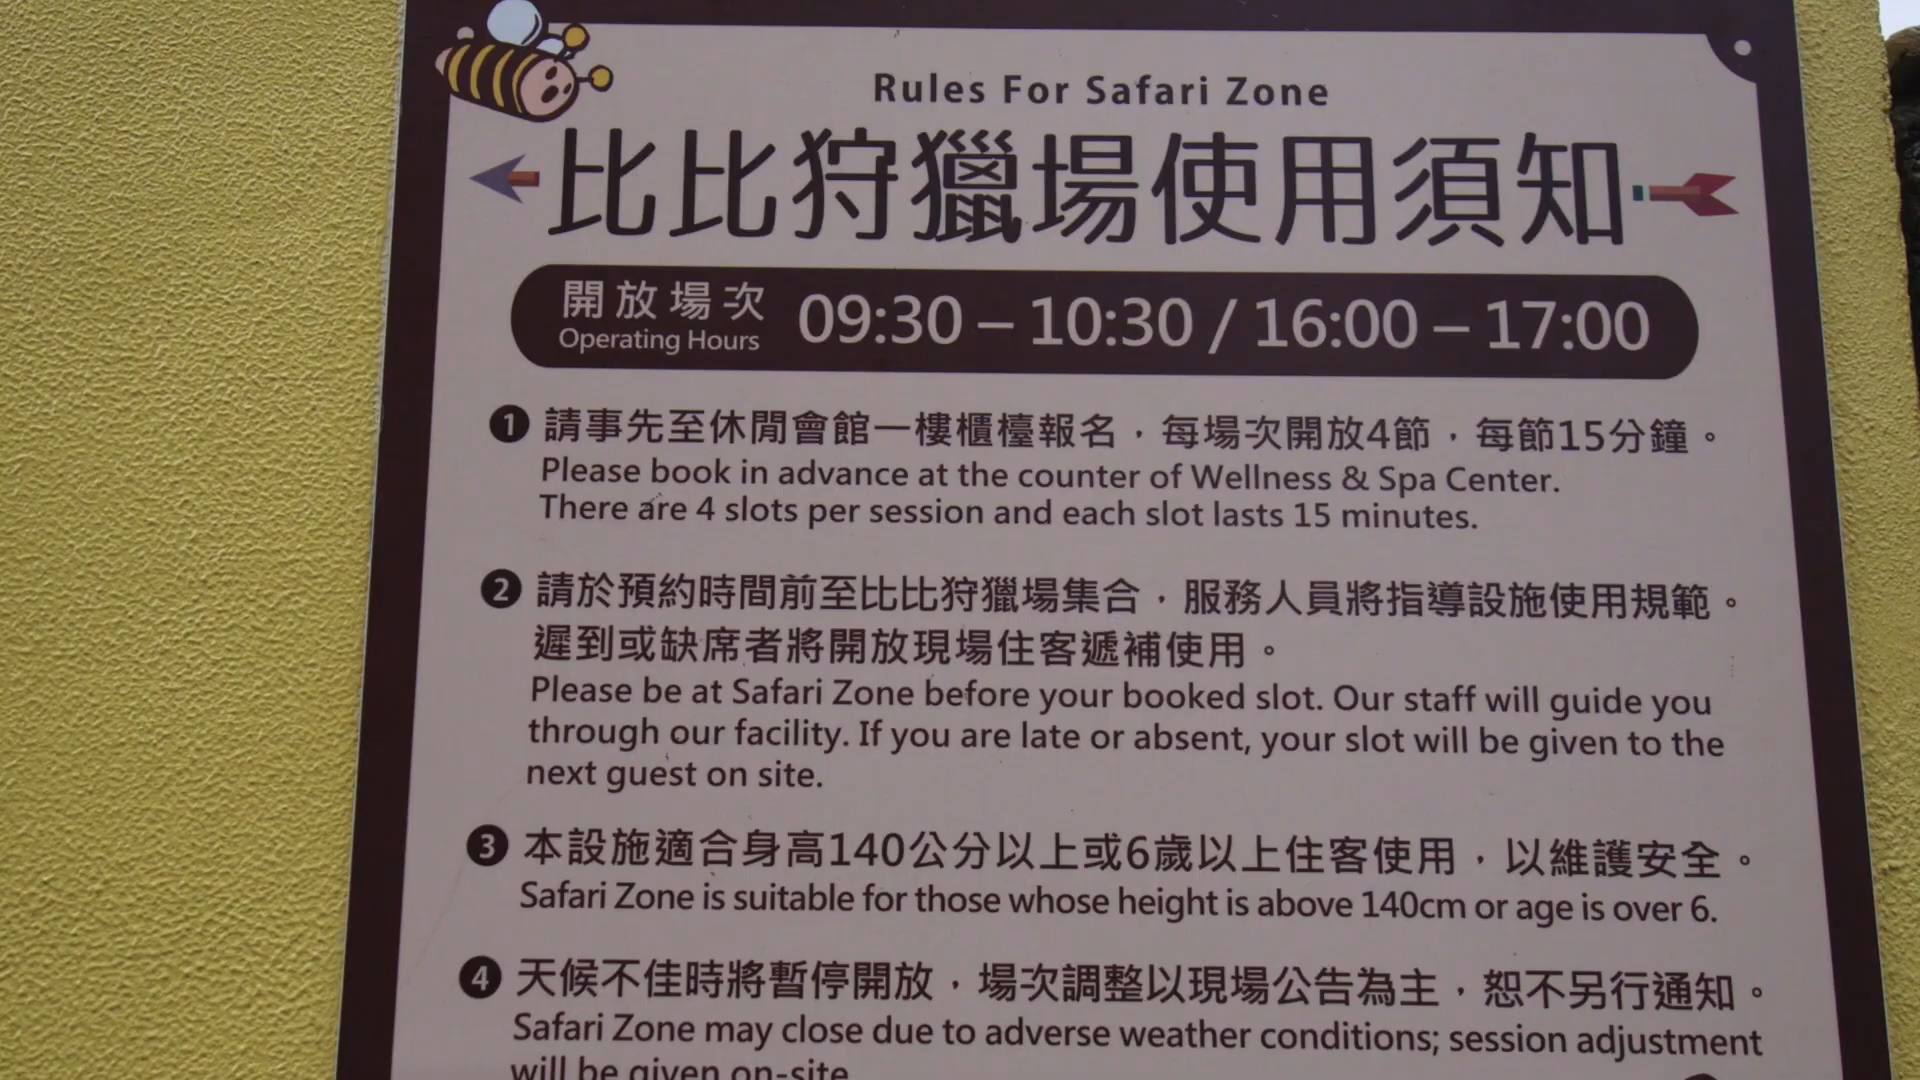 Rules For Safari Zone
比比狩獵場使用須知
開放場次 09:30 – 10:30 / 16:00 – 17:00
Operating Hours
1 請事先至休閒會館一樓櫃檯報名，每場次開放4節，每節15分鐘。
Please book in advance at the counter of Wellness & Spa Center.
There are 4 slots per session and each slot lasts 15 minutes.
2 請於預約時間前至比比狩獵場集合，服務人員將指導設施使用規範。
遲到或缺席者將開放現場住客遞補使用。
Please be at Safari Zone before your booked slot. Our staff will guide you
through our facility. If you are late or absent, your slot will be given to the
next guest on site.
3 本設施適合身高140公分以上或6歲以上住客使用，以維護安全。
Safari Zone is suitable for those whose height is above 140cm or age is over 6.
4 天候不佳時將暫停開放，場次調整以現場公告為主，恕不另行通知。
Safari Zone may close due to adverse weather conditions; session adjustment
will be given on-site